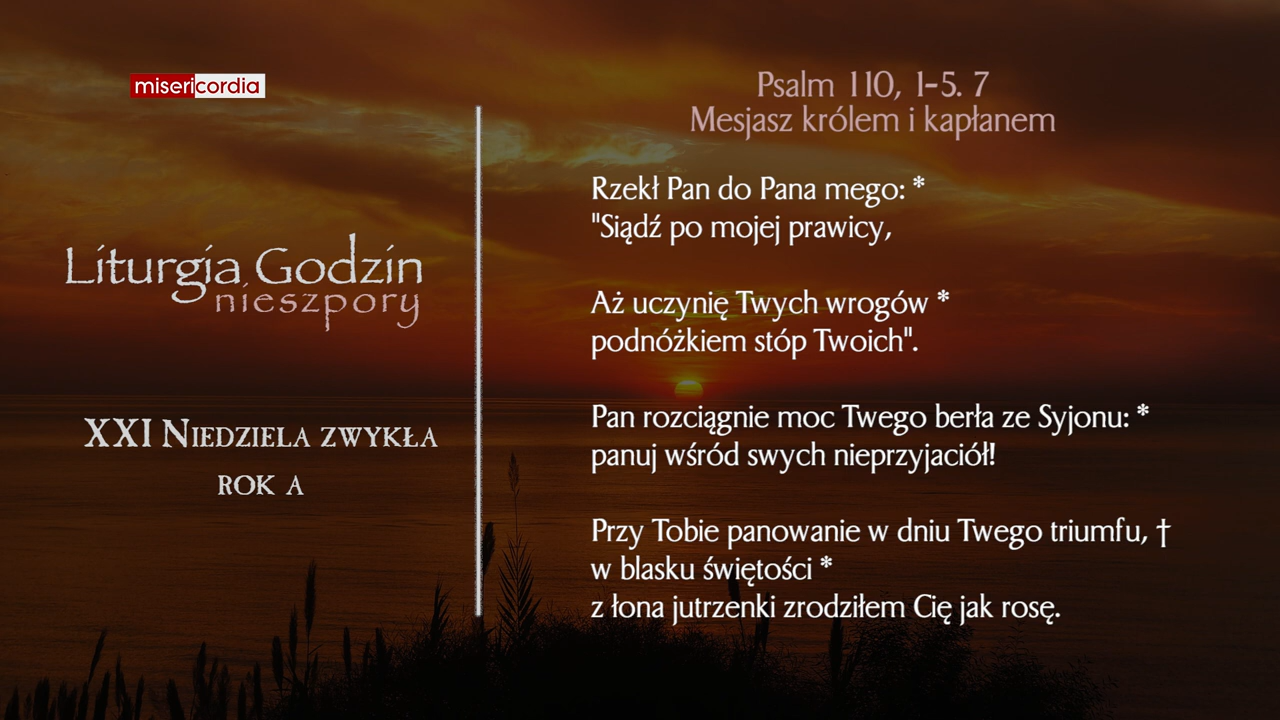 misericordia
Liturgia Godzin
nieszpory
XXI Niedziela zwykła
rok A
Psalm 110, 1-5. 7
Mesjasz królem i kapłanem
Rzekł Pan do Pana mego: *
"Siądź po mojej prawicy,
Aż uczynię Twych wrogów *
podnóżkiem stóp Twoich".
Pan rozciągnie moc Twego berła ze Syjonu: *
panuj wśród swych nieprzyjaciół!
Przy Tobie panowanie w dniu Twego triumfu, †
w blasku świętości *
z łona jutrzenki zrodziłem Cię jak rosę.